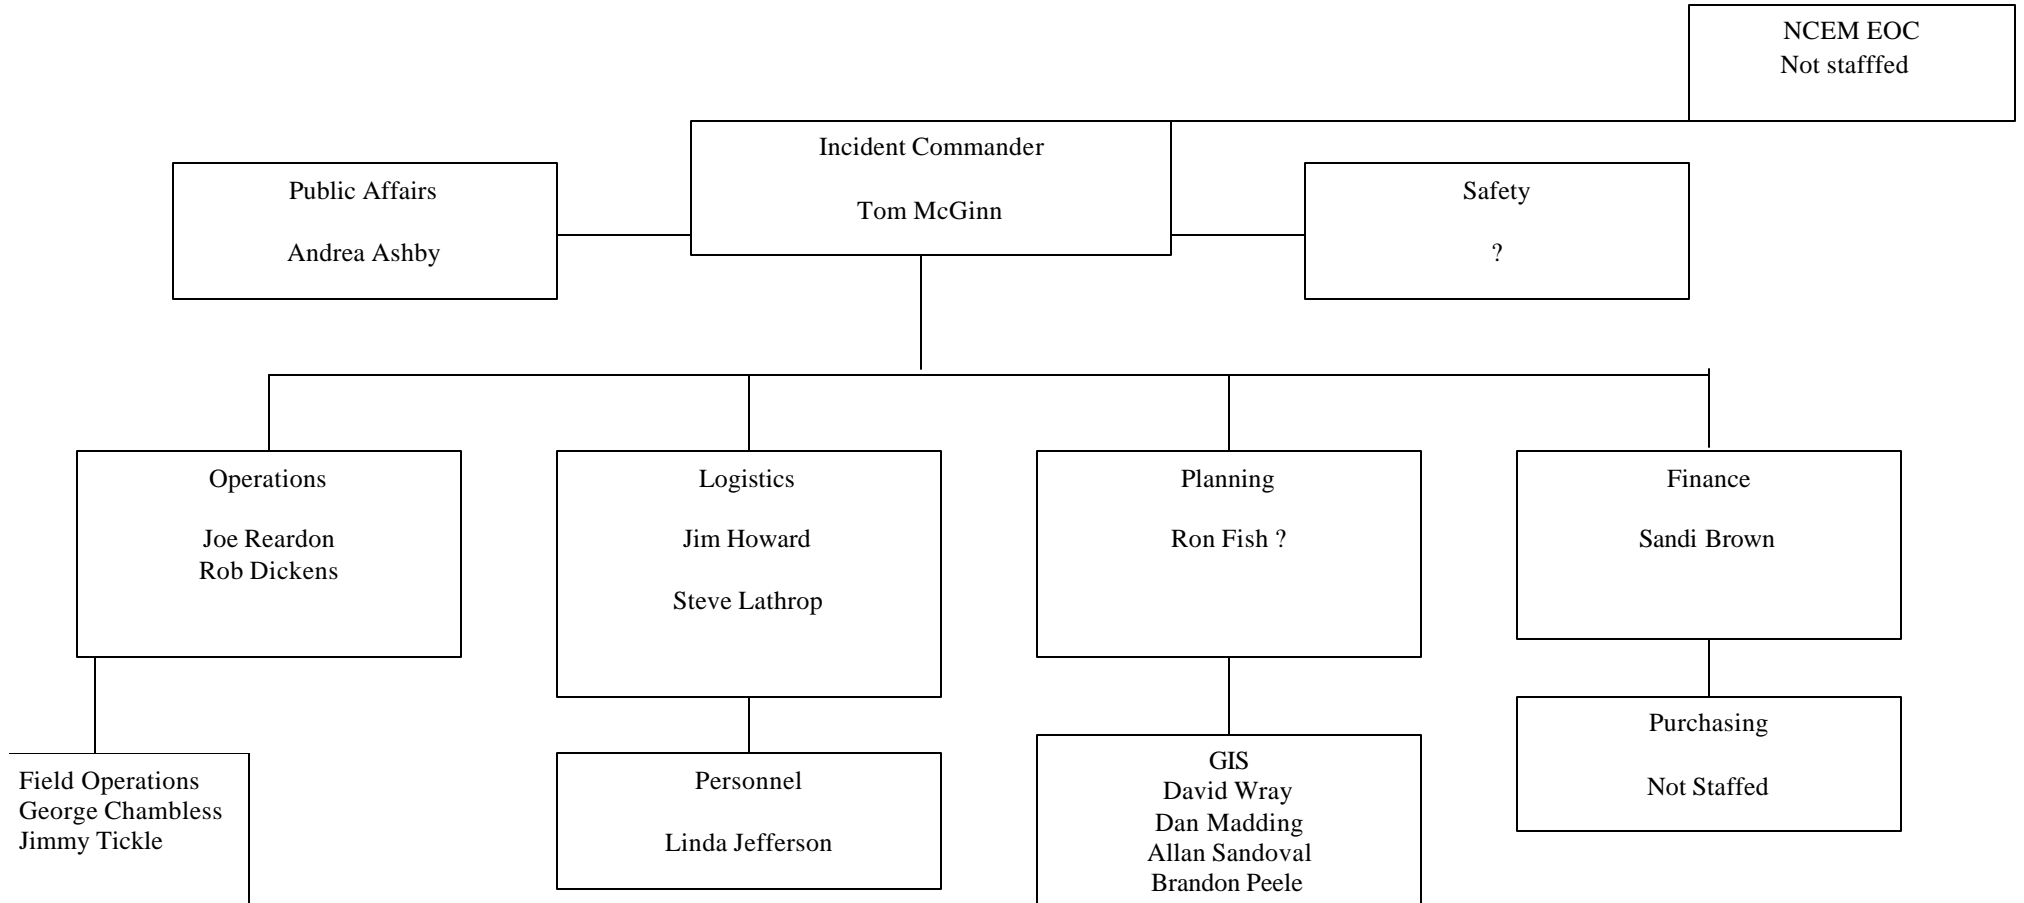 NCEM EOC
Not stafffed
Incident Commander
Tom McGinn
Public Affairs
Andrea Ashby
Safety
?
Operations
Joe Reardon
Rob Dickens
Logistics
Jim Howard
Steve Lathrop
Planning
Ron Fish ?
Finance
Sandi Brown
Field Operations
George Chambless
Jimmy Tickle
Personnel
Linda Jefferson
GIS
David Wray
Dan Madding
Allan Sandoval
Brandon Peele
Purchasing
Not Staffed